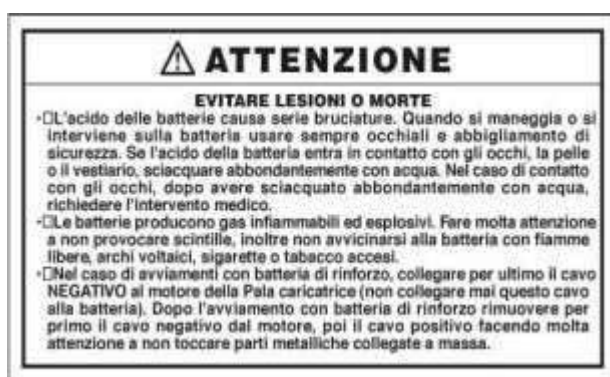 ⚠ ATTENZIONE
EVITARE LESIONI O MORTE
•□L'acido delle batterie causa serie bruciature. Quando si maneggia o si
interviene sulla batteria usare sempre occhiali e abbigliamento di
sicurezza. Se l'acido della batteria entra in contatto con gli occhi, la pelle
o il vestiario, sciacquare abbondantemente con acqua. Nel caso di contatto
con gli occhi, dopo avere sciacquato abbondantemente con acqua,
richiedere l'intervento medico.
•□Le batterie producono gas infiammabili ed esplosivi. Fare molta attenzione
a non provocare scintille, inoltre non avvicinarsi alla batteria con fiamme
libere, archi voltaici, sigarette o tabacco accesi.
•□Nel caso di avviamenti con batteria di rinforzo, collegare per ultimo il cavo
NEGATIVO al motore della Pala caricatrice (non collegare mai questo cavo
alla batteria). Dopo l'avviamento con batteria di rinforzo rimuovere per
primo il cavo negativo dal motore, poi il cavo positivo facendo molta
attenzione a non toccare parti metalliche collegate a massa.